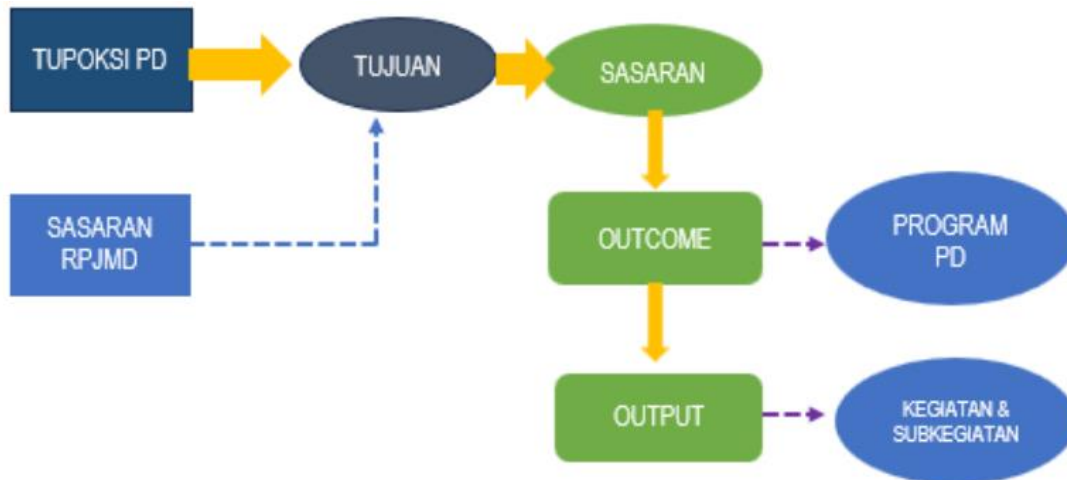 TUPOKSI PD
TUJUAN
SASARAN
SASARAN
RPJMD
OUTCOME
PROGRAM
PD
OUTPUT
KEGIATAN &
SUBKEGIATAN